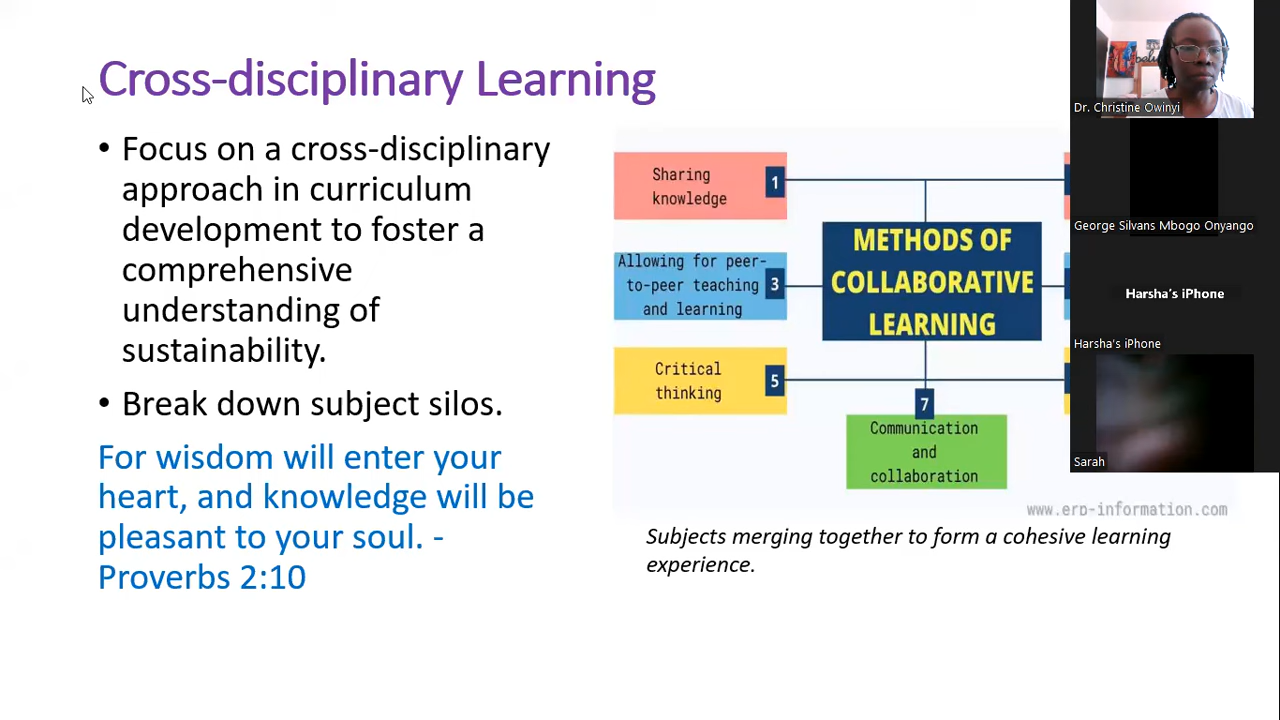 Cross-disciplinary Learning
• Focus on a cross-disciplinary
approach in curriculum
development to foster a
comprehensive
understanding of
sustainability.
• Break down subject silos.
For wisdom will enter your
heart, and knowledge will be
pleasant to your soul. -
Proverbs 2:10
Sharing
knowledge
1
Allowing for peer-
to-peer teaching
and learning
3
Critical
thinking
5
METHODS OF
COLLABORATIVE
LEARNING
7
Communication
and
collaboration
www.erp-information.com
Subjects merging together to form a cohesive learning
experience.
Dr. Christine Owinyi
George Silvans Mbogo Onyango
Harsha's iPhone
Harsha's iPhone
Sarah